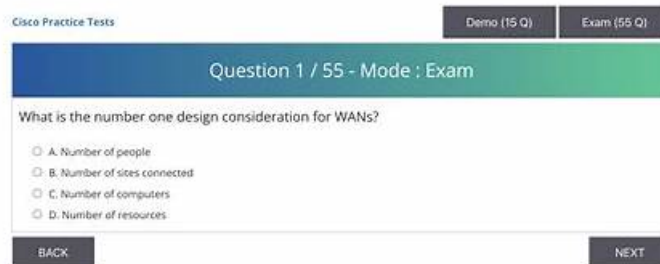 Cisco Practice Tests
Demo (15 Q)
Exam (55 Q)
Question 1 / 55 - Mode : Exam
What is the number one design consideration for WANs?
A. Number of people
B. Number of sites connected
C. Number of computers
D. Number of resources
BACK
NEXT